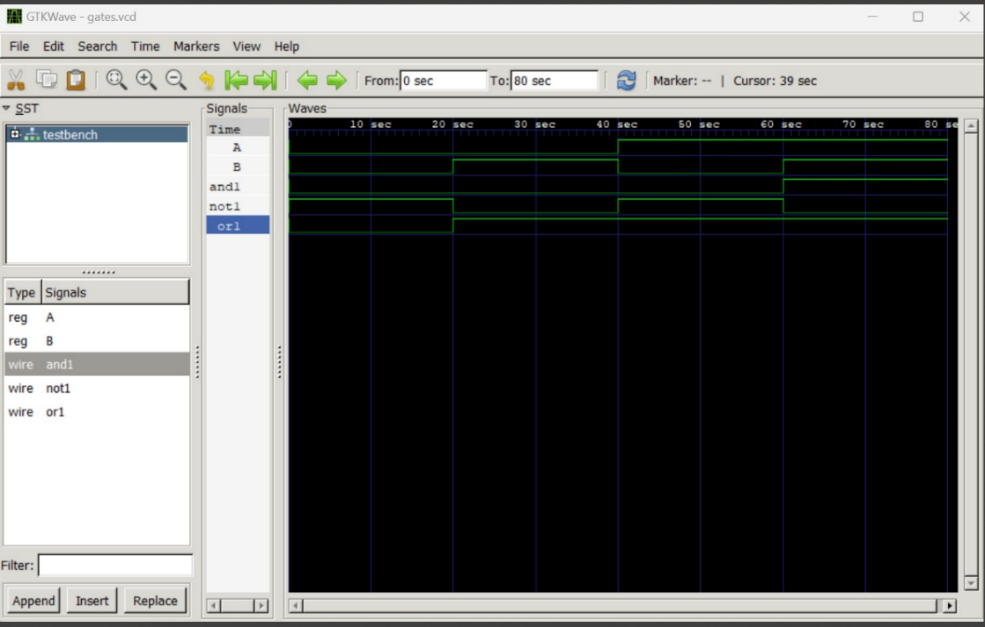 GTKWave - gates.vcd
File Edit Search Time Markers View Help
From: 0 sec To: 80 sec Marker: -- | Cursor: 39 sec
SST
testbench
Type Signals
reg A
reg B
wire and1
wire not1
wire or1
Filter:
Append Insert Replace
Signals
Time
A
B
and1
not1
or1
Waves
0 10 sec 20 sec 30 sec 40 sec 50 sec 60 sec 70 sec 80 se